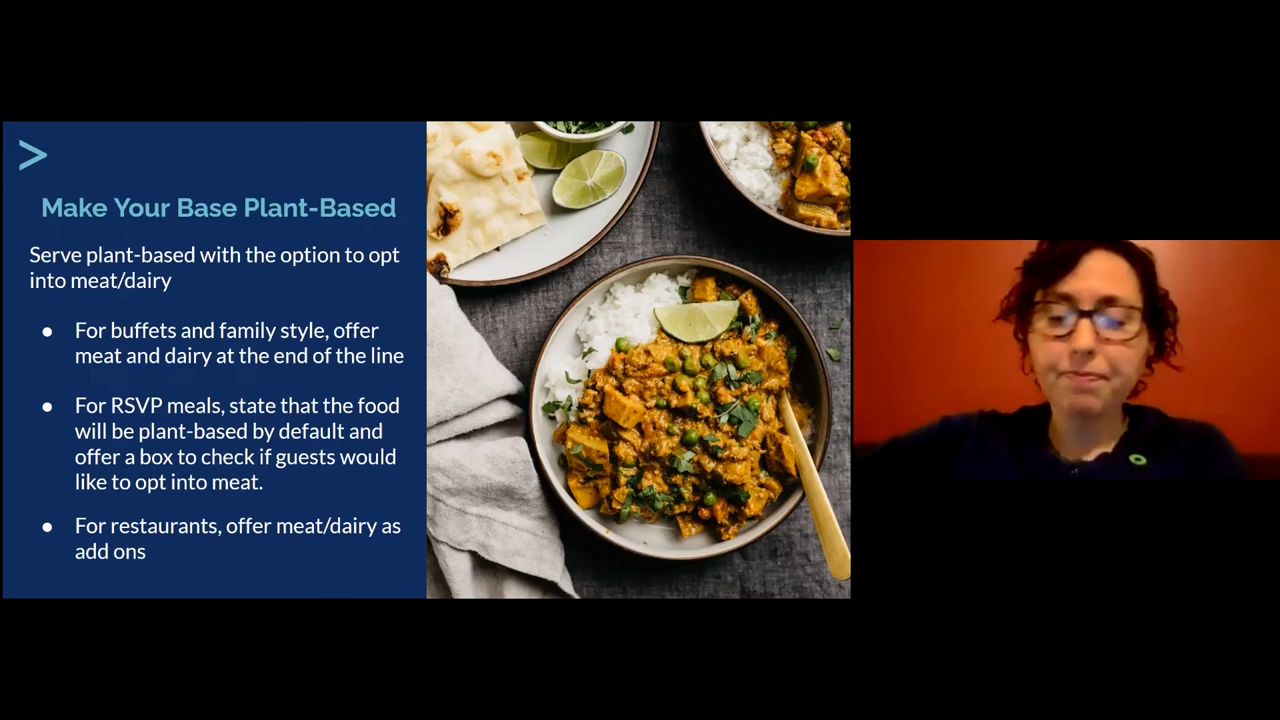 >
Make Your Base Plant-Based
Serve plant-based with the option to opt
into meat/dairy
● For buffets and family style, offer
meat and dairy at the end of the line
● For RSVP meals, state that the food
will be plant-based by default and
offer a box to check if guests would
like to opt into meat.
● For restaurants, offer meat/dairy as
add ons